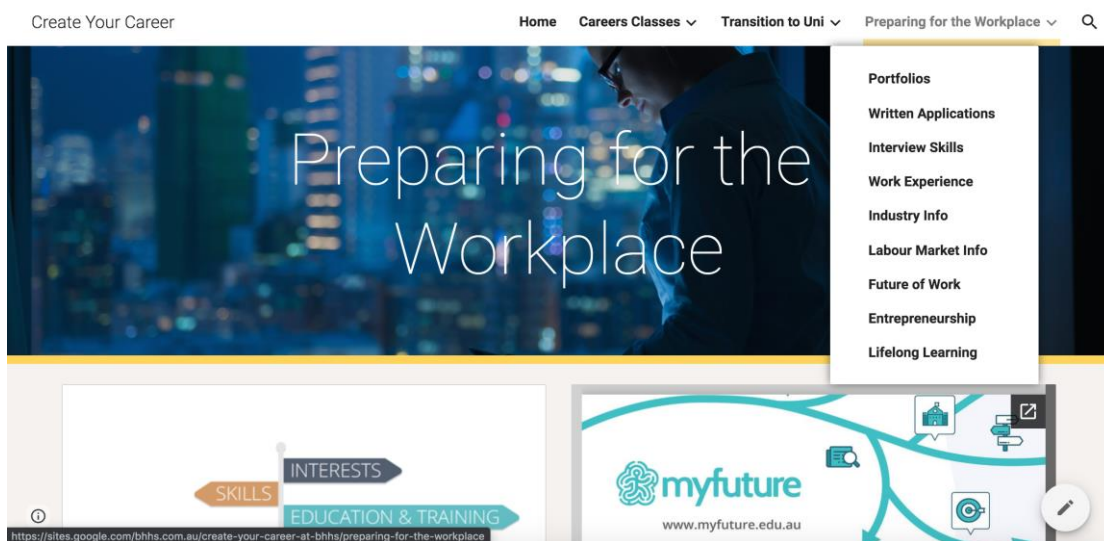 Create Your Career
Home Careers Classes Transition to Uni Preparing for the Workplace
Portfolios
Written Applications
Interview Skills
Work Experience
Industry Info
Labour Market Info
Future of Work
Entrepreneurship
Lifelong Learning
Preparing for the
Workplace
INTERESTS
SKILLS
EDUCATION & TRAINING
myfuture
www.myfuture.edu.au
https://sites.google.com/bhhs.com.au/create-your-career-at-bhhs/preparing-for-the-workplace